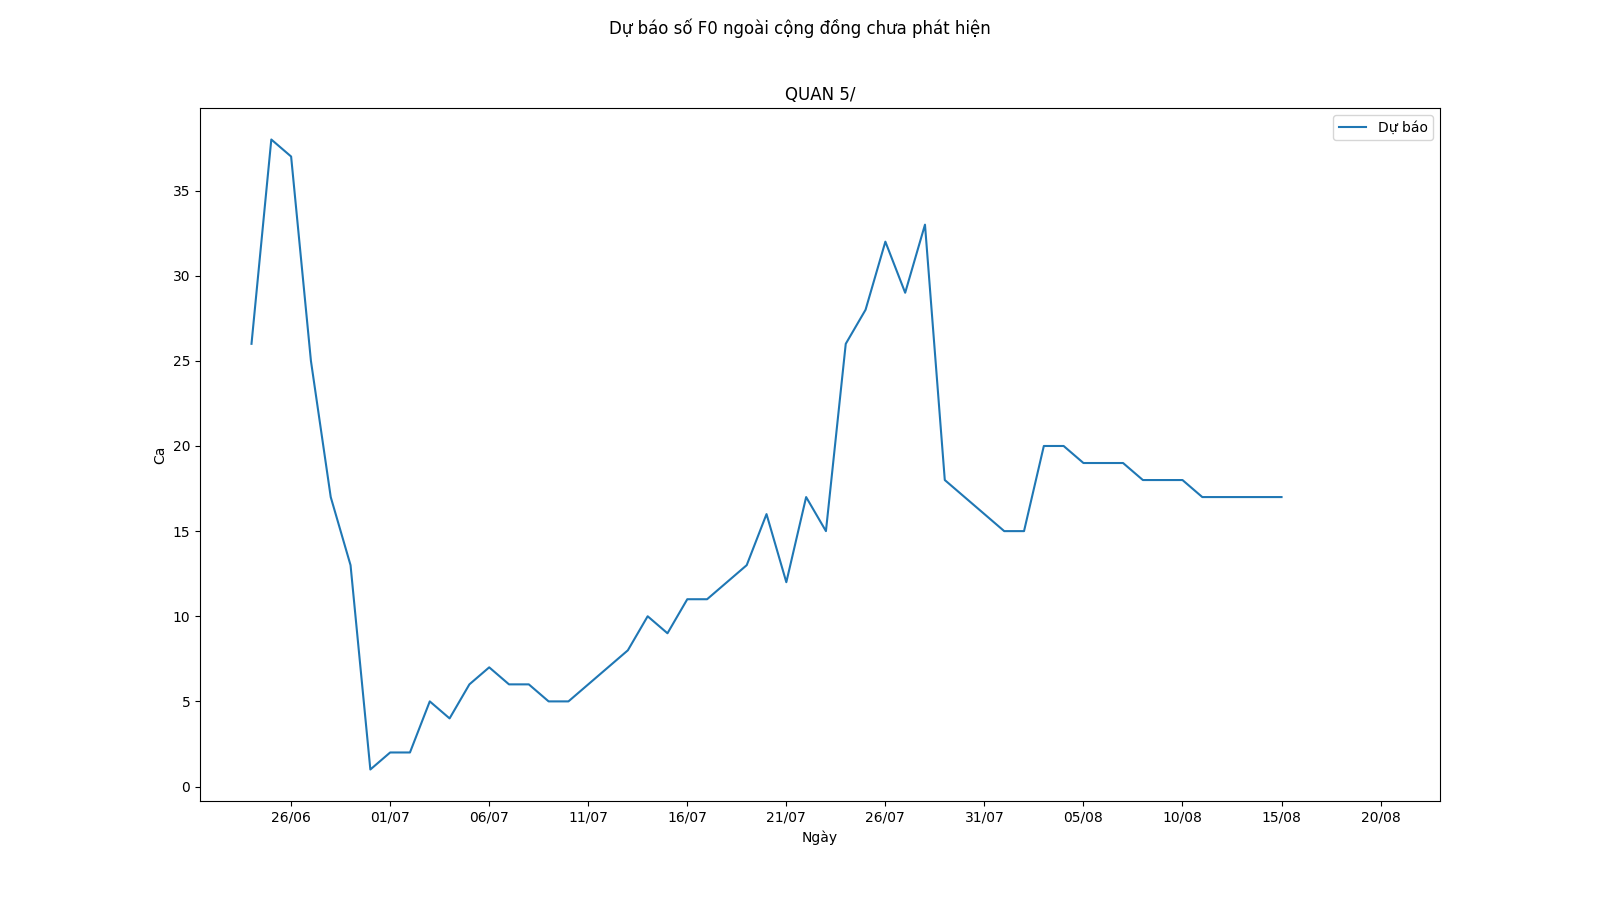 Dự báo số F0 ngoài cộng đồng chưa phát hiện
QUAN 5/
Dự báo
35
30
25
20
15
10
5
0
Ca
26/06 01/07 06/07 11/07 16/07 21/07 26/07 31/07 05/08 10/08 15/08 20/08
Ngày